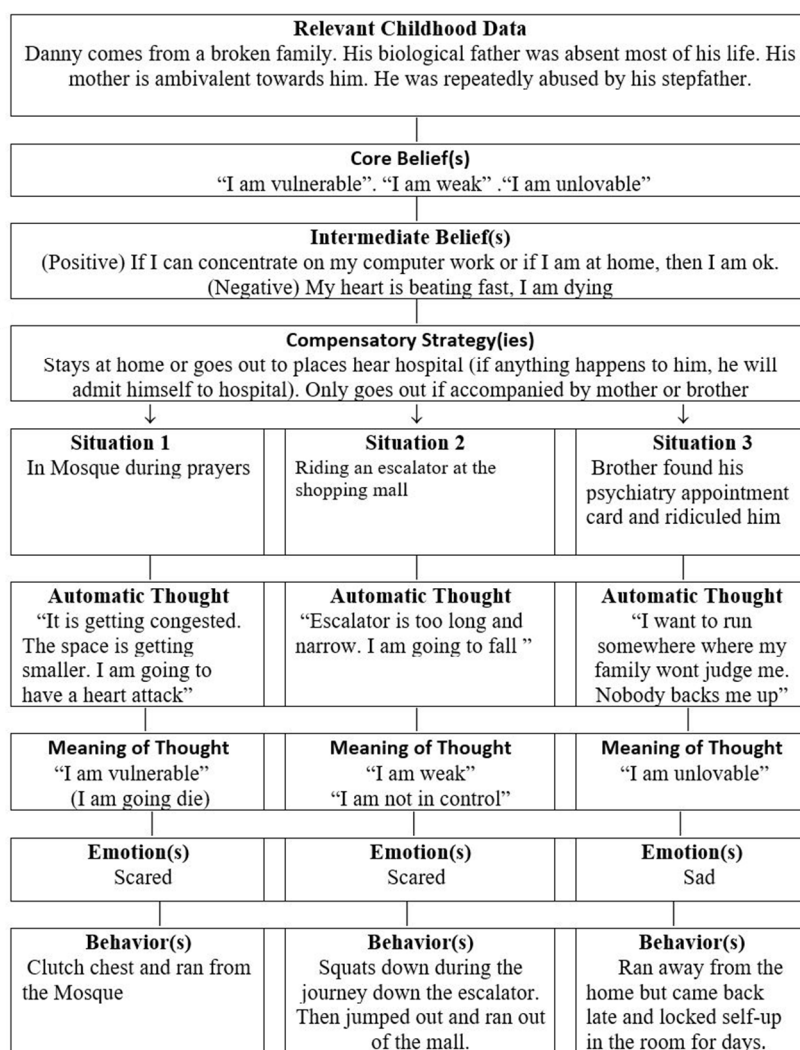 Relevant Childhood Data
Danny comes from a broken family. His biological father was absent most of his life. His
mother is ambivalent towards him. He was repeatedly abused by his stepfather.
Core Belief(s)
“I am vulnerable”. “I am weak” .“I am unlovable”
Intermediate Belief(s)
(Positive) If I can concentrate on my computer work or if I am at home, then I am ok.
(Negative) My heart is beating fast, I am dying
Compensatory Strategy(ies)
Stays at home or goes out to places hear hospital (if anything happens to him, he will
admit himself to hospital). Only goes out if accompanied by mother or brother
Situation 1
In Mosque during prayers
Situation 2
Riding an escalator at the
shopping mall
Situation 3
Brother found his
psychiatry appointment
card and ridiculed him
Automatic Thought
“It is getting congested.
The space is getting
smaller. I am going to
have a heart attack”
Automatic Thought
“Escalator is too long and
narrow. I am going to fall ”
Automatic Thought
“I want to run
somewhere where my
family wont judge me.
Nobody backs me up”
Meaning of Thought
“I am vulnerable”
(I am going die)
Meaning of Thought
“I am weak”
“I am not in control”
Meaning of Thought
“I am unlovable”
Emotion(s)
Scared
Emotion(s)
Scared
Emotion(s)
Sad
Behavior(s)
Clutch chest and ran from
the Mosque
Behavior(s)
Squats down during the
journey down the escalator.
Then jumped out and ran out
of the mall.
Behavior(s)
Ran away from the
home but came back
late and locked self-up
in the room for days.